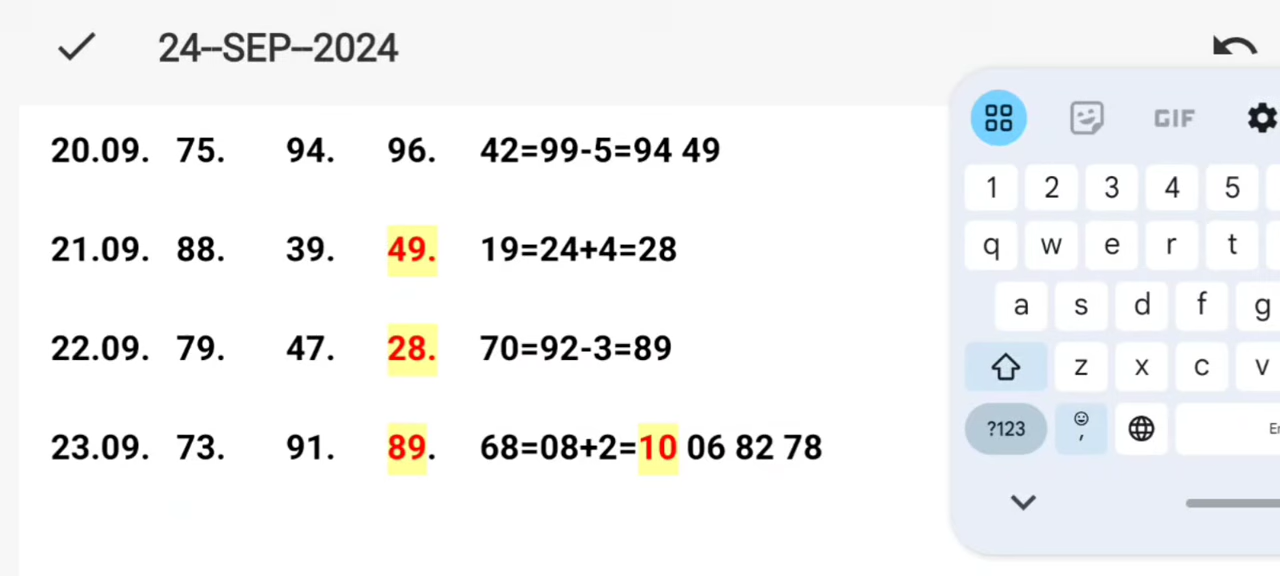 24--SEP--2024
20.09. 75. 94. 96. 42=99-5=94 49
21.09. 88. 39. 49. 19=24+4=28
22.09. 79. 47. 28. 70=92-3=89
23.09. 73. 91. 89. 68=08+2=10 06 82 78
GIF
1 2 3 4 5
q w e r t
a s d f g
z x c v
?123 , En